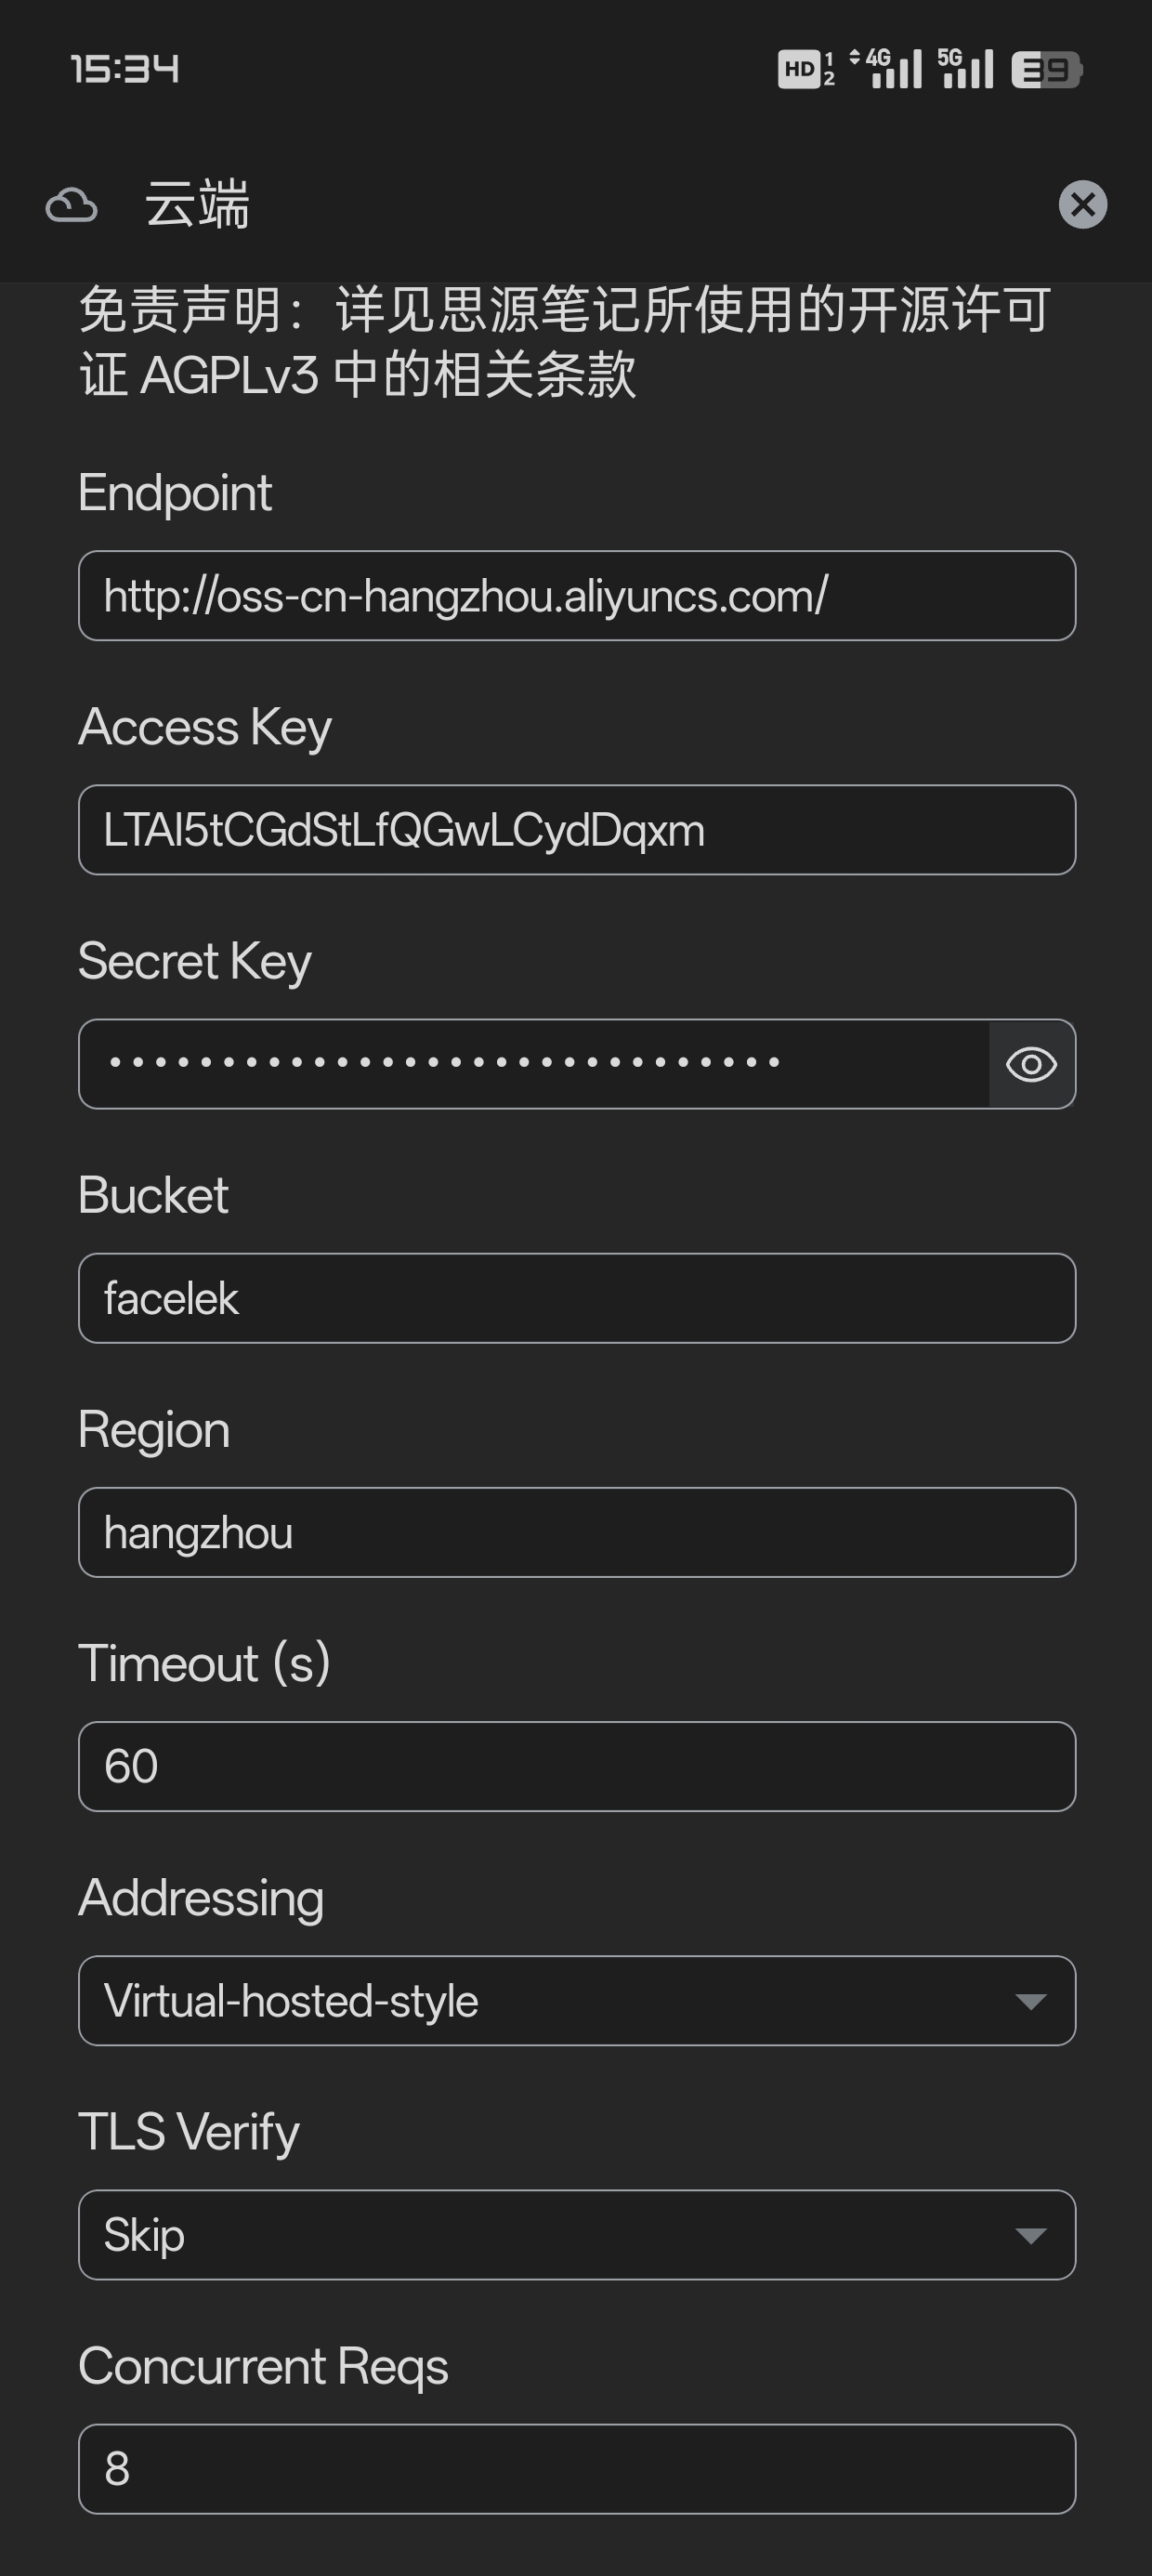 15:34
HD 1 2 4G 5G 39
云端
免责声明：详见思源笔记所使用的开源许可
证 AGPLv3 中的相关条款
Endpoint
http://oss-cn-hangzhou.aliyuncs.com/
Access Key
LTAI5tCGdStLfQGwLCydDqxm
Secret Key
••••••••••••••••••••••••••••••
Bucket
facelek
Region
hangzhou
Timeout (s)
60
Addressing
Virtual-hosted-style
TLS Verify
Skip
Concurrent Reqs
8